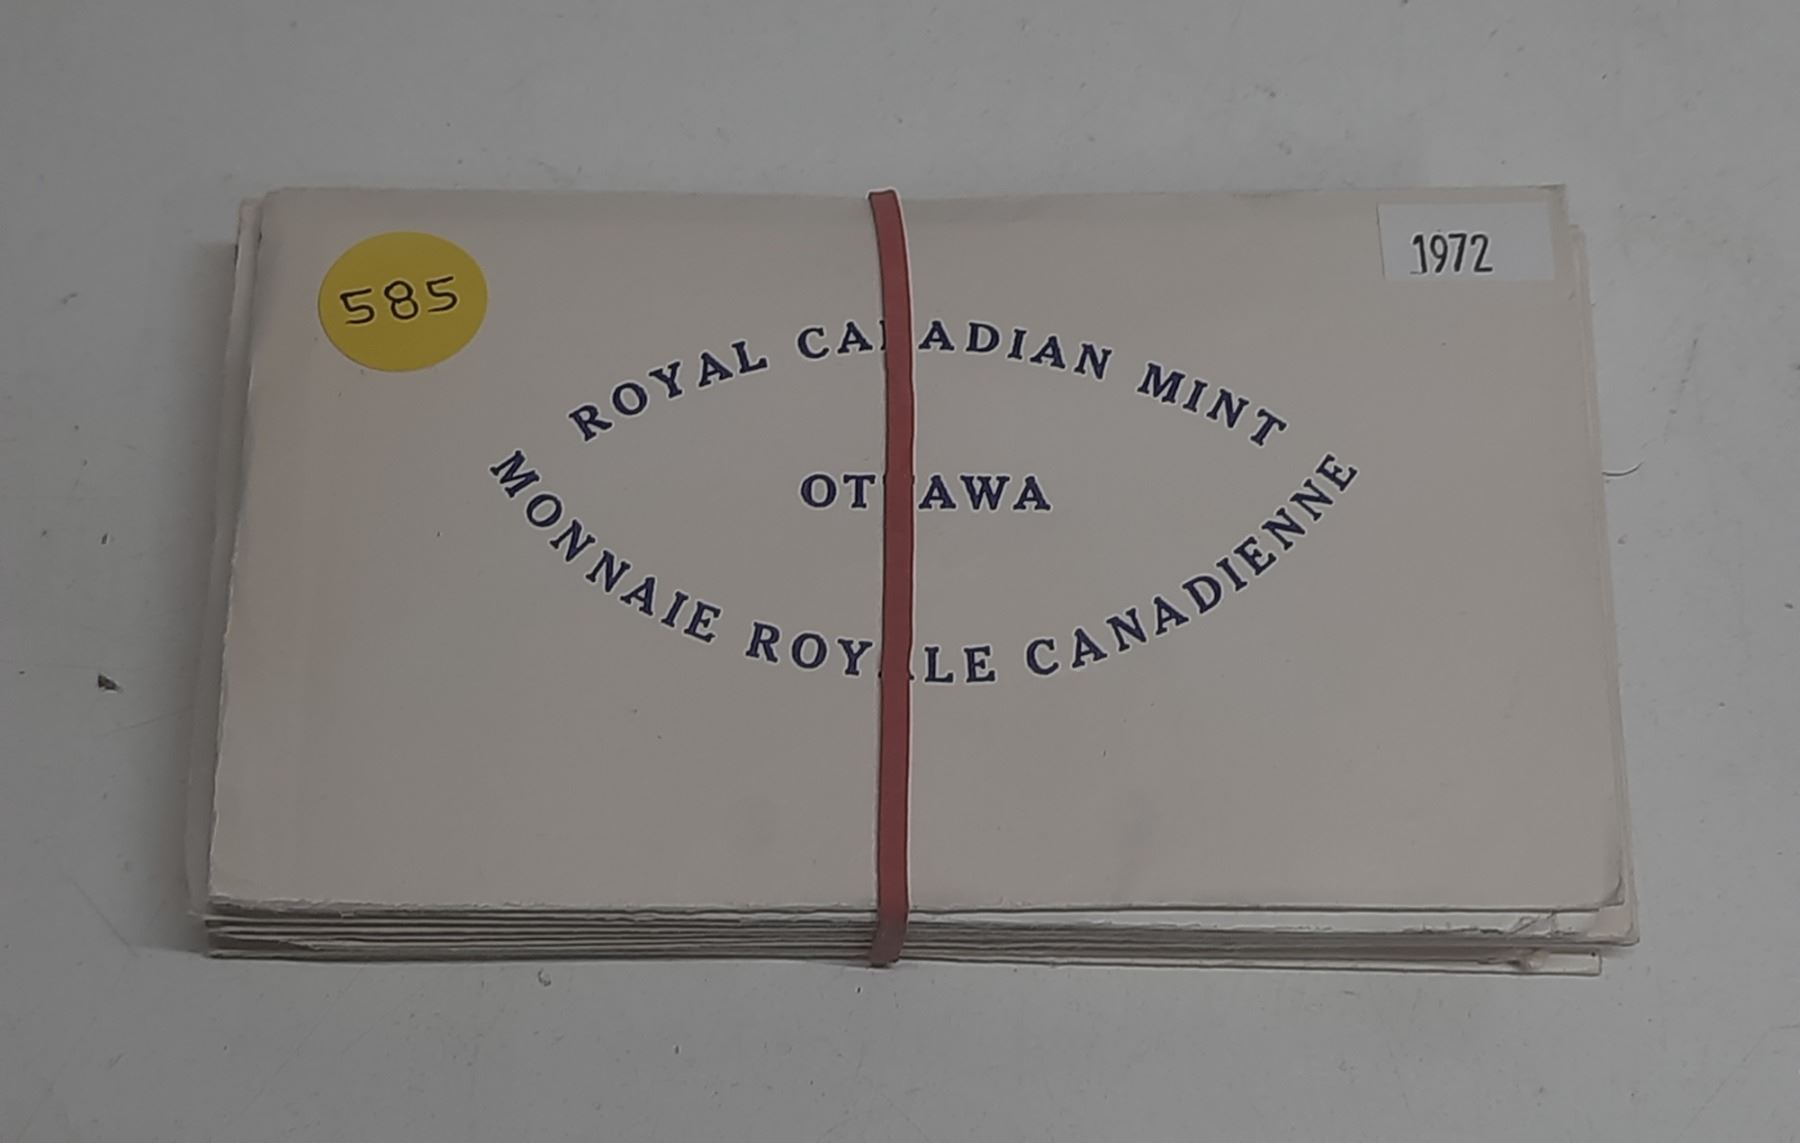 585
1972
ROYAL CANADIAN MINT
OTTAWA
MONNAIE ROYALE CANADIENNE